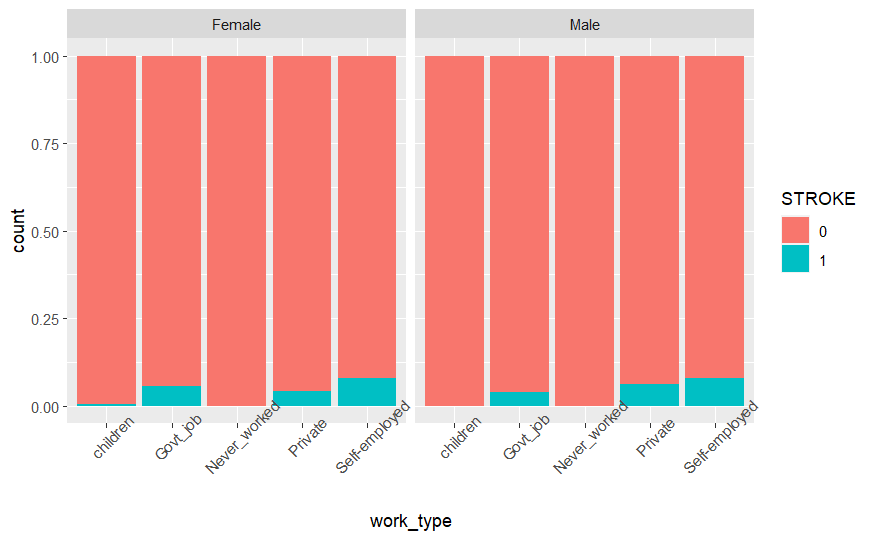 Female
Male
1.00
0.75
0.50
0.25
0.00
count
children
Govt_job
Never_worked
Private
Self-employed
children
Govt_job
Never_worked
Private
Self-employed
work_type
STROKE
0
1